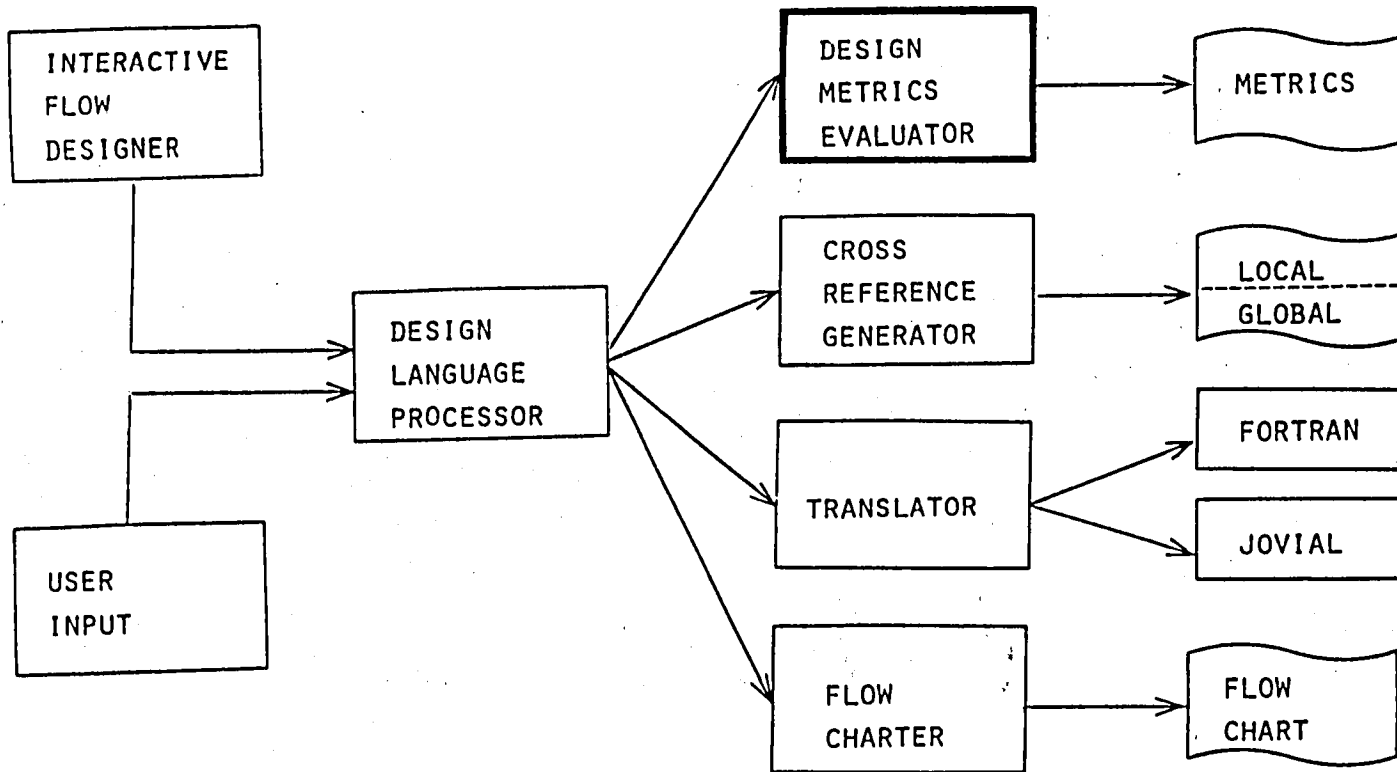 INTERACTIVE
FLOW
DESIGNER
USER
INPUT
DESIGN
LANGUAGE
PROCESSOR
DESIGN
METRICS
EVALUATOR
METRICS
CROSS
REFERENCE
GENERATOR
LOCAL
GLOBAL
TRANSLATOR
FORTRAN
JOVIAL
FLOW
CHARTER
FLOW
CHART